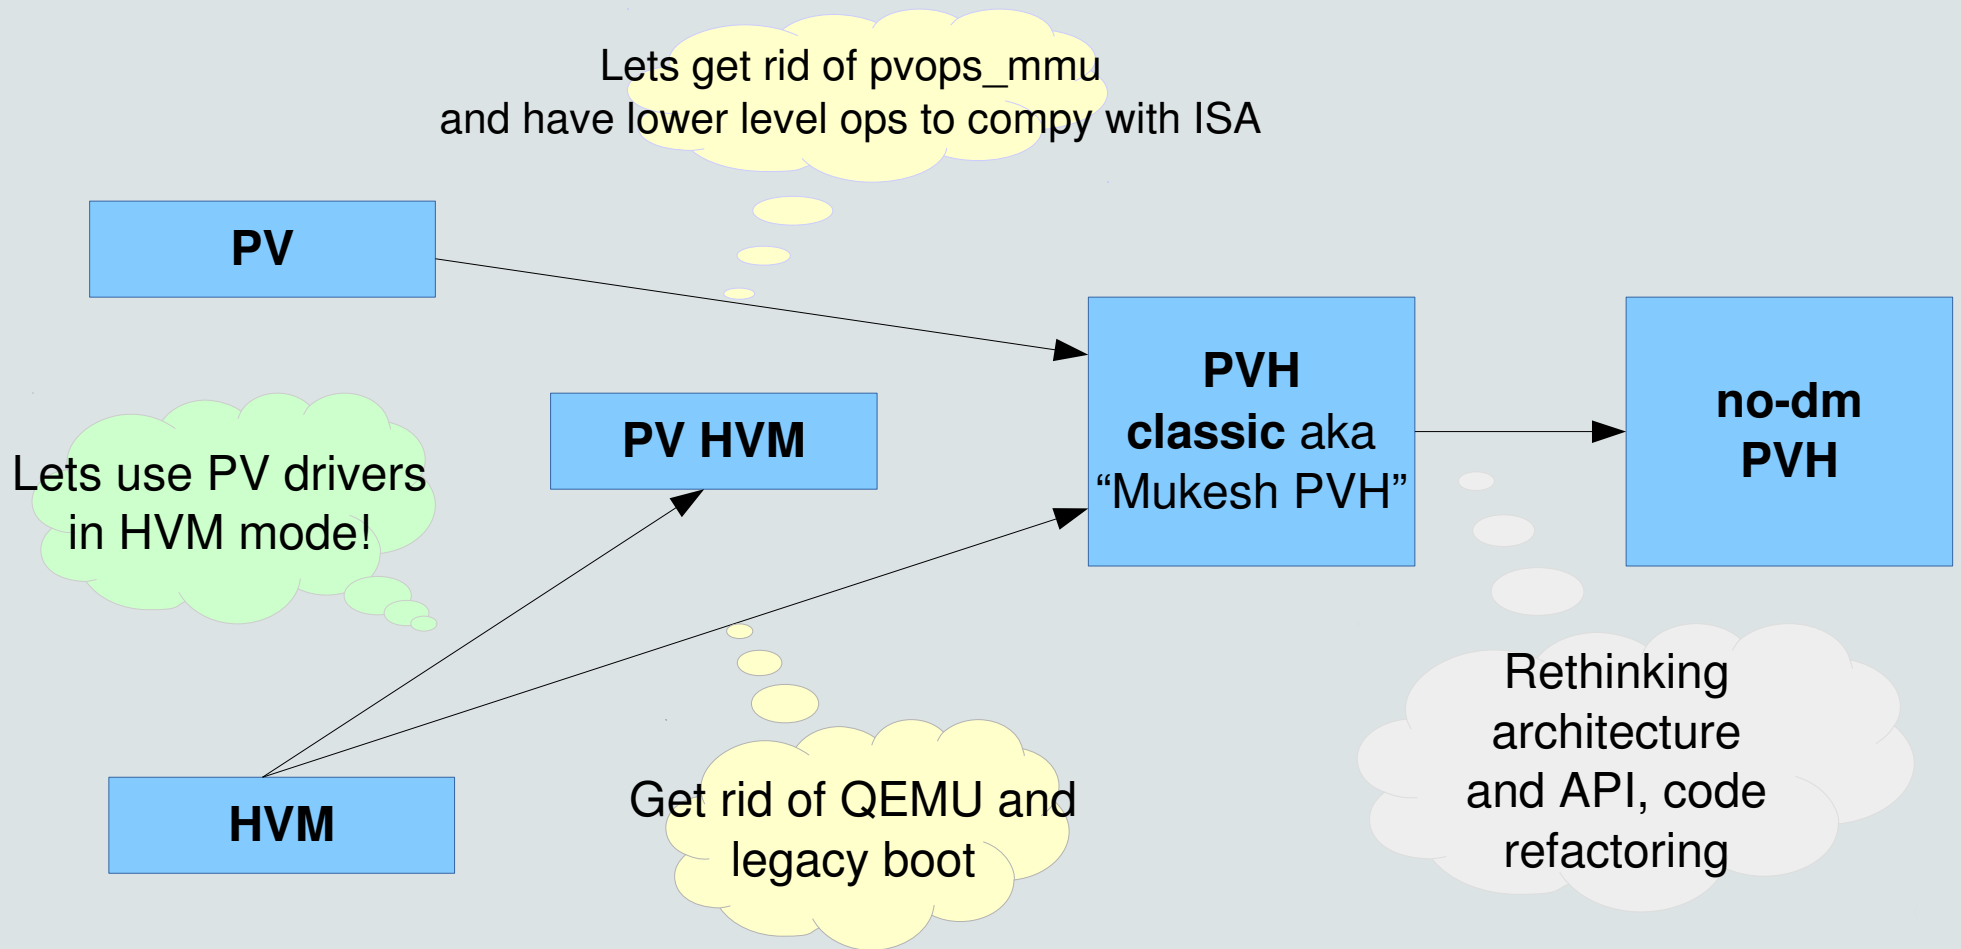 Lets get rid of pvops_mmu
and have lower level ops to compy with ISA
PV
PV HVM
PVH
classic aka
“Mukesh PVH”
no-dm
PVH
Lets use PV drivers
in HVM mode!
HVM
Get rid of QEMU and
legacy boot
Rethinking
architecture
and API, code
refactoring